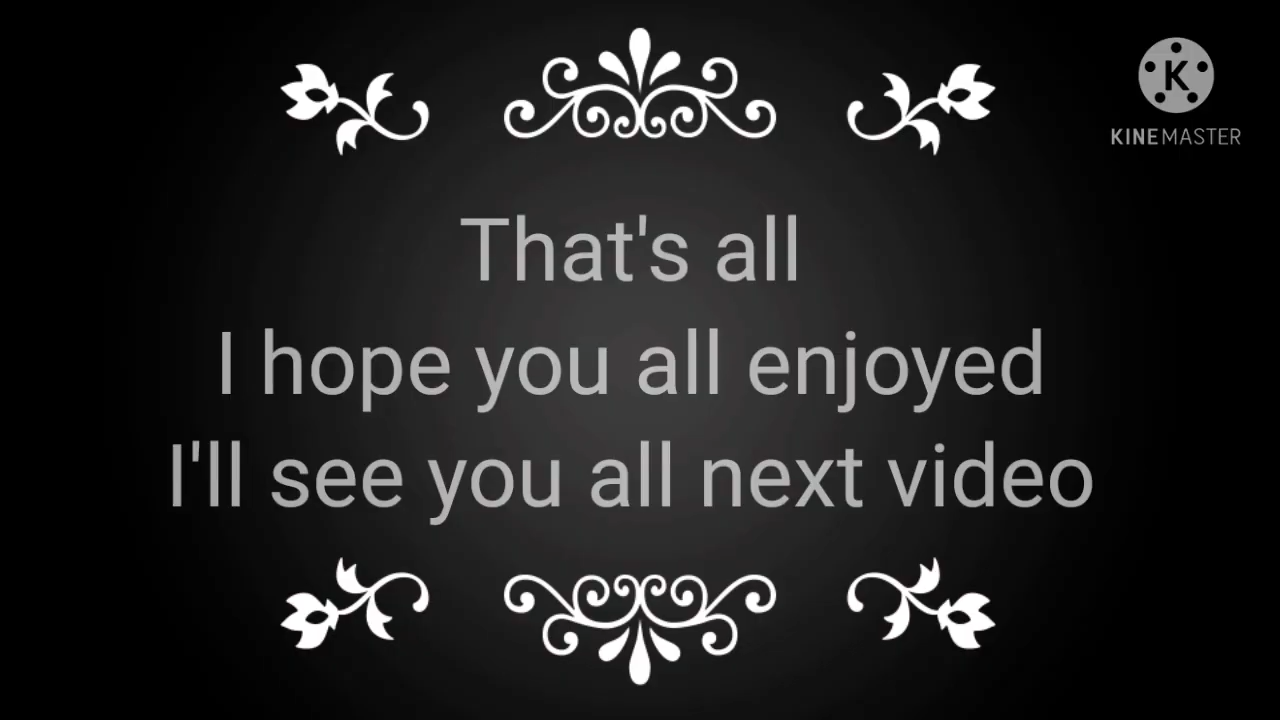 K
KINEMASTER
That's all
I hope you all enjoyed
I'll see you all next video